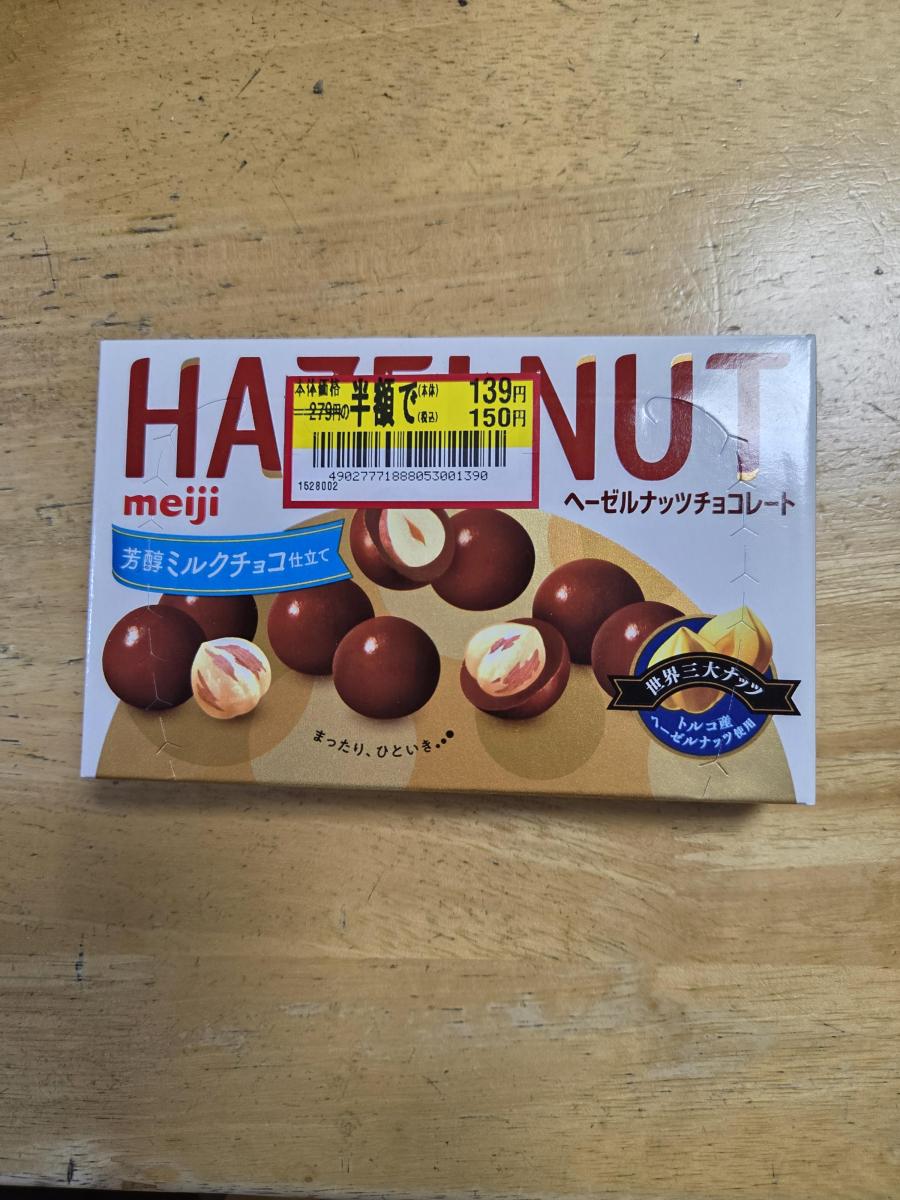 HAZELNUT
本体価格
279円の半額で(本体) 139円
(税込) 150円
49027771888053001390
1528002
meiji
ヘーゼルナッツチョコレート
芳醇ミルクチョコ仕立て
世界三大ナッツ
トルコ産
ヘーゼルナッツ使用
まったり、ひといき...